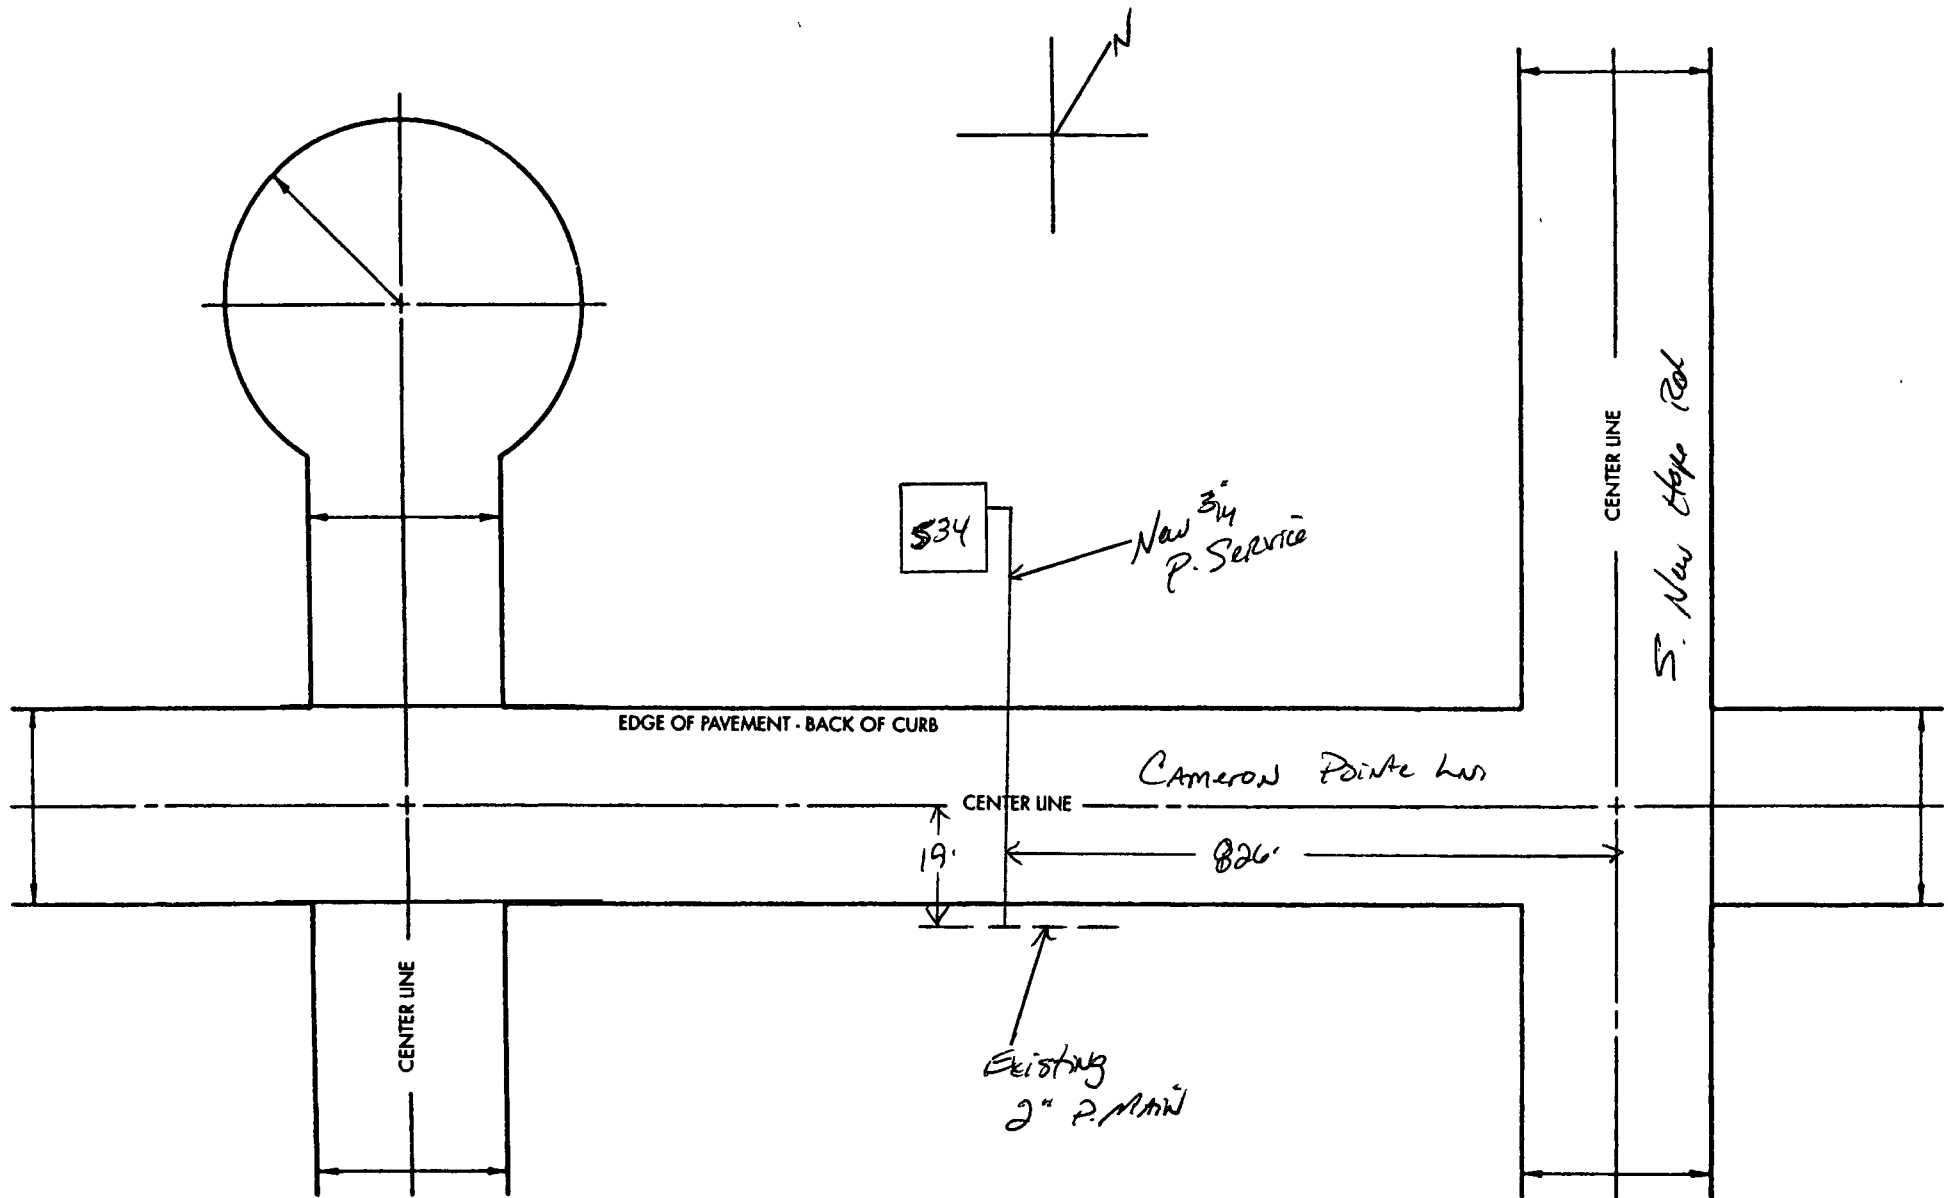 N
CENTER LINE
S. New Hope Rd
534
New 3/4"
P. Service
EDGE OF PAVEMENT - BACK OF CURB
Cameron Pointe Ln
CENTER LINE
19'
826'
CENTER LINE
Existing
2" P. Main